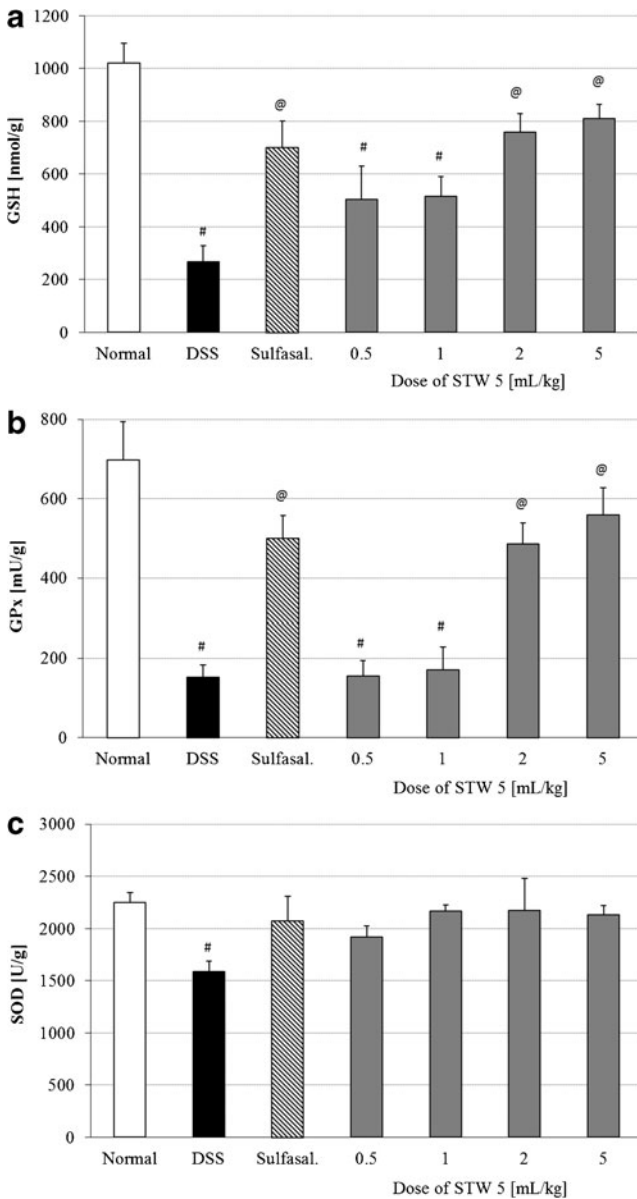 a
GSH [nmol/g]
1200
1000
800
600
400
200
0
@
@
@
#
#
#
Normal DSS Sulfasal. 0.5 1 2 5
Dose of STW 5 [mL/kg]
b
GPx [mU/g]
800
600
400
200
0
@
@
@
#
#
#
Normal DSS Sulfasal. 0.5 1 2 5
Dose of STW 5 [mL/kg]
c
SOD [U/g]
3000
2500
2000
1500
1000
500
0
#
Normal DSS Sulfasal. 0.5 1 2 5
Dose of STW 5 [mL/kg]